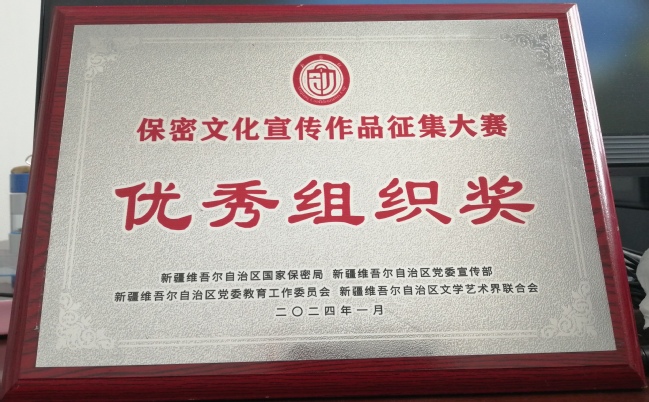 保密文化宣传作品征集大赛
优秀组织奖
新疆维吾尔自治区国家保密局 新疆维吾尔自治区党委宣传部
新疆维吾尔自治区党委教育工作委员会 新疆维吾尔自治区文学艺术界联合会
二〇二四年一月